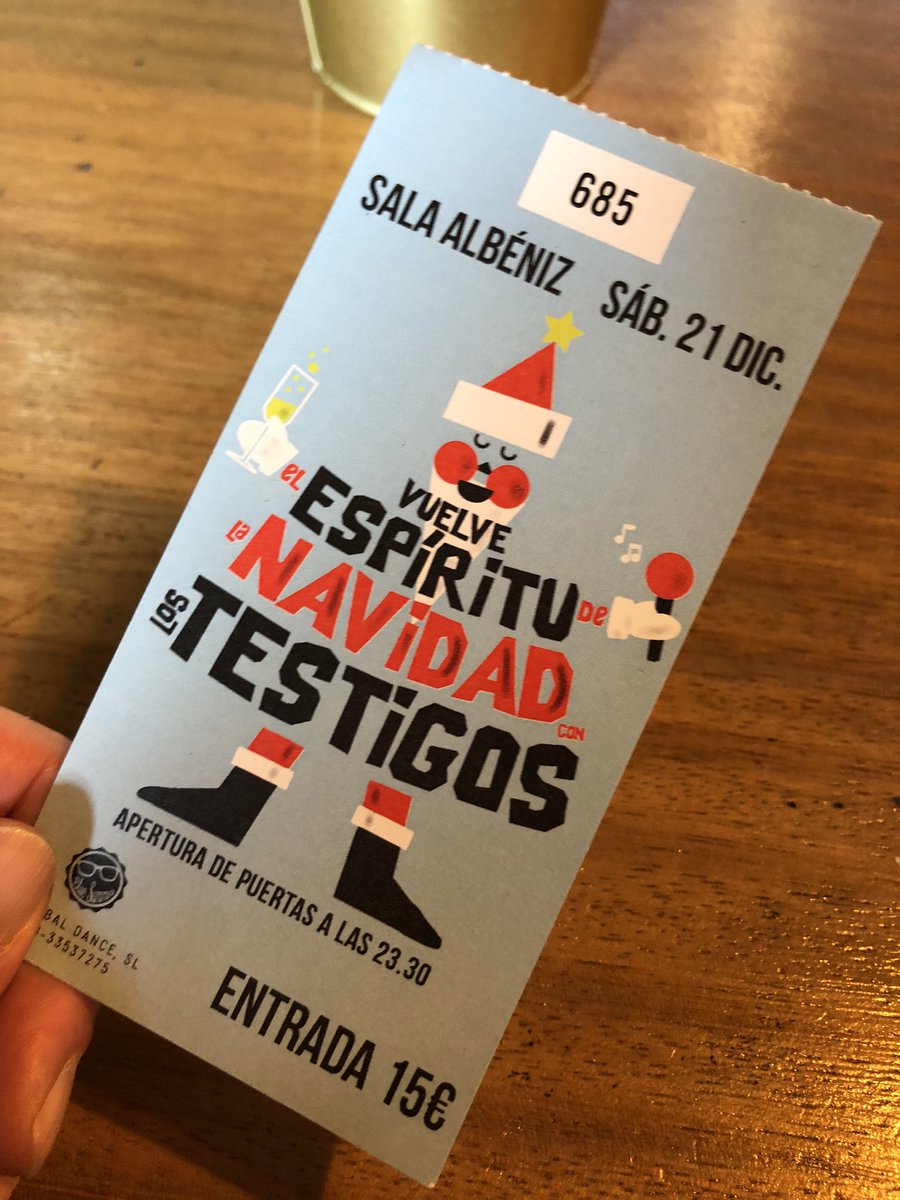 685
SALA ALBÉNIZ SÁB. 21 DIC.
VUELVE
eL ESPÍRITU De
La NAViDAD CON
LOS TESTiGOS
APERTURA DE PUERTAS A LAS 23.30
BAL DANCE, SL
-33537275
ENTRADA 15€